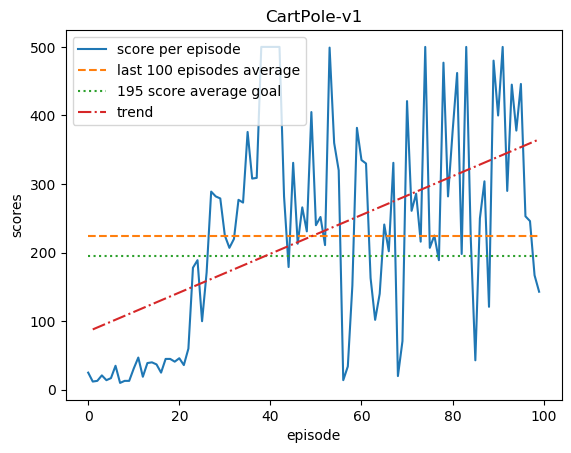 CartPole-v1
score per episode
last 100 episodes average
195 score average goal
trend
500
400
300
200
100
0
scores
0 20 40 60 80 100
episode